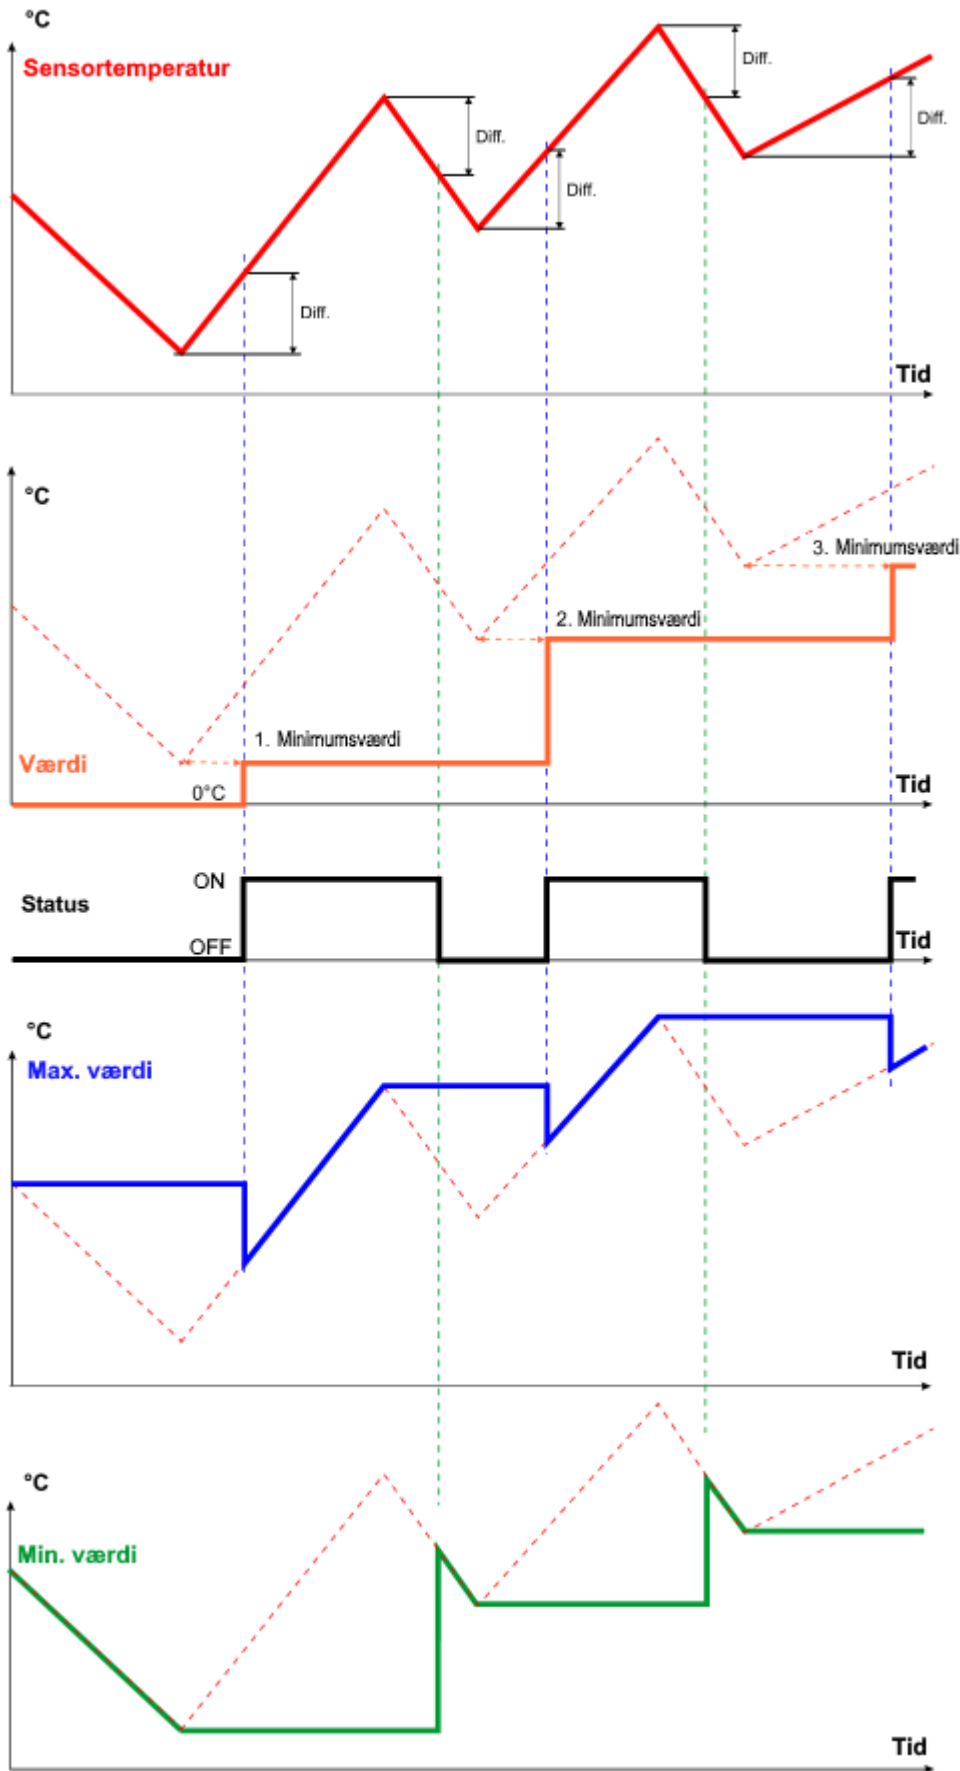 °C
Sensortemperatur
Diff.
Diff.
Diff.
Diff.
Diff.
Tid
°C
3. Minimumsværdi
2. Minimumsværdi
1. Minimumsværdi
Værdi
0°C
Tid
ON
Status
OFF
Tid
°C
Max. værdi
Tid
°C
Min. værdi
Tid